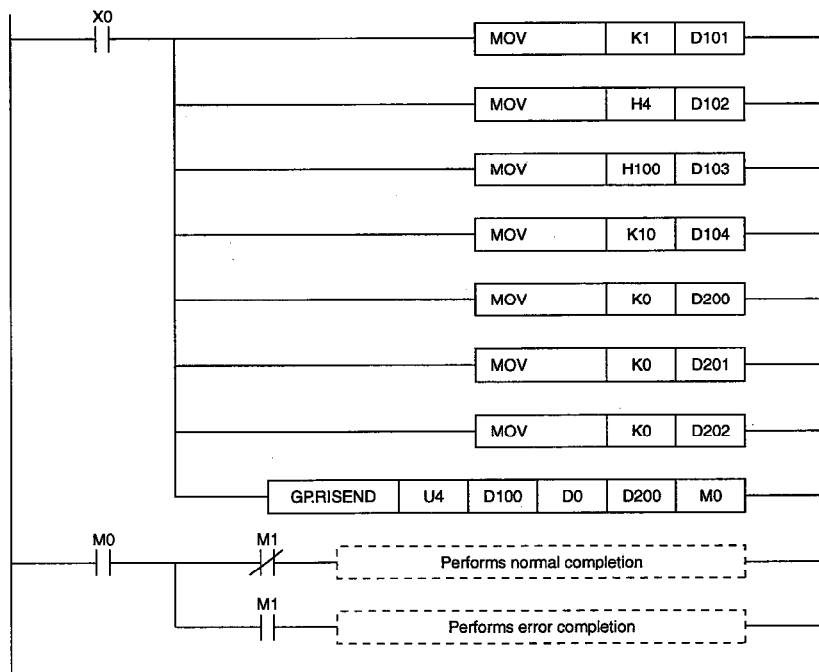 X0
MOV K1 D101
MOV H4 D102
MOV H100 D103
MOV K10 D104
MOV K0 D200
MOV K0 D201
MOV K0 D202
GP.RISEND U4 D100 D0 D200 M0
M0 M1
Performs normal completion
M1
Performs error completion